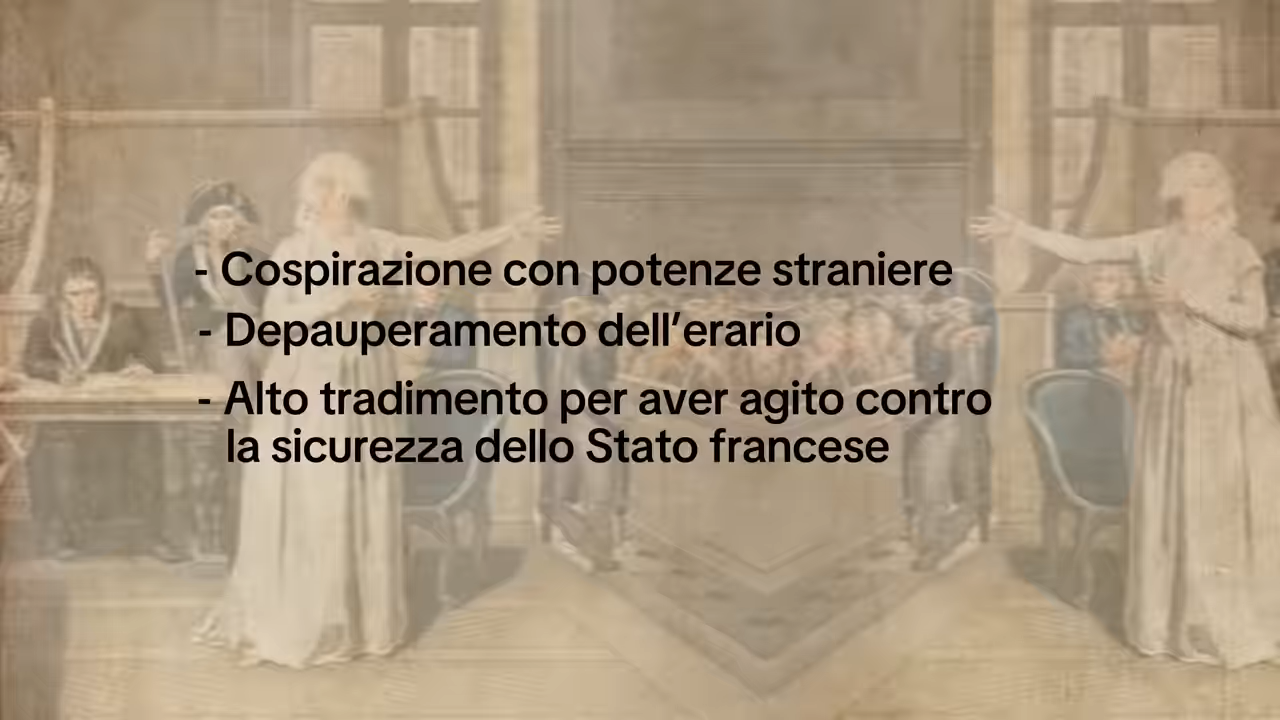 - Cospirazione con potenze straniere
- Depauperamento dell’erario
- Alto tradimento per aver agito contro
la sicurezza dello Stato francese